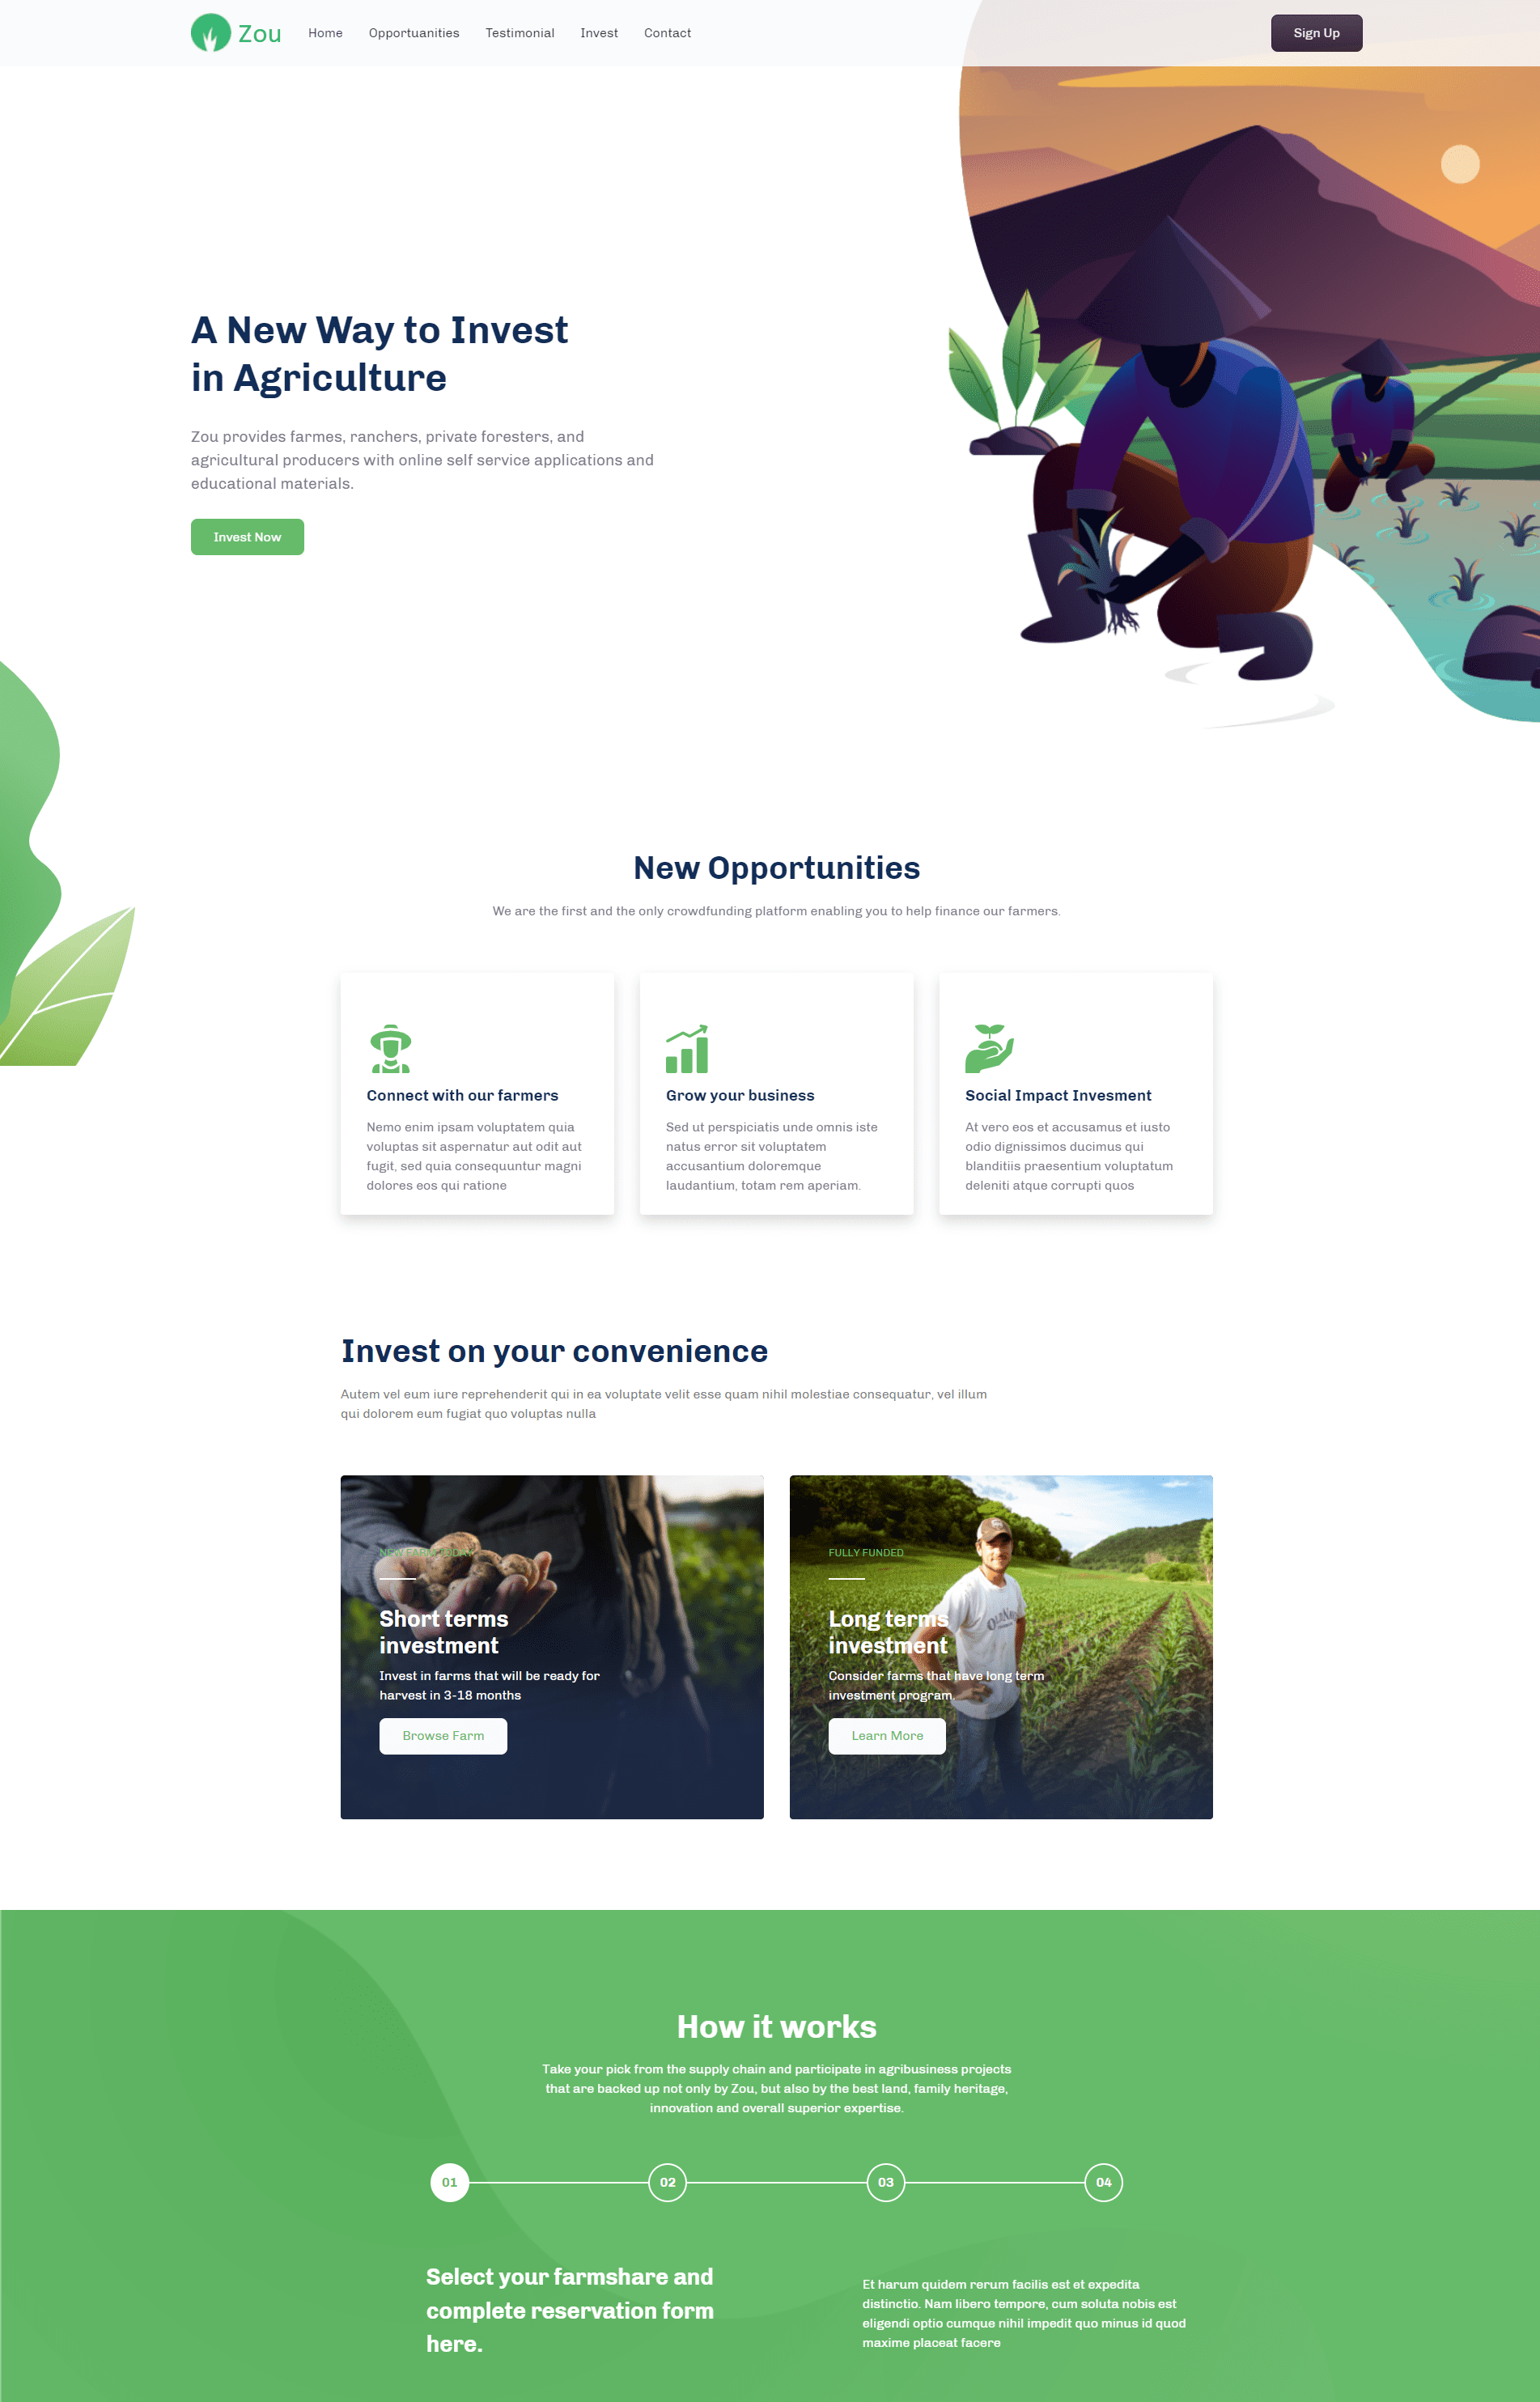 Zou
Home
Opportuanities
Testimonial
Invest
Contact
Sign Up
A New Way to Invest
in Agriculture
Zou provides farmes, ranchers, private foresters, and
agricultural producers with online self service applications and
educational materials.
Invest Now
New Opportunities
We are the first and the only crowdfunding platform enabling you to help finance our farmers.
Connect with our farmers
Nemo enim ipsam voluptatem quia
voluptas sit aspernatur aut odit aut
fugit, sed quia consequuntur magni
dolores eos qui ratione
Grow your business
Sed ut perspiciatis unde omnis iste
natus error sit voluptatem
accusantium doloremque
laudantium, totam rem aperiam.
Social Impact Invesment
At vero eos et accusamus et iusto
odio dignissimos ducimus qui
blanditiis praesentium voluptatum
deleniti atque corrupti quos
Invest on your convenience
Autem vel eum iure reprehenderit qui in ea voluptate velit esse quam nihil molestiae consequatur, vel illum
qui dolorem eum fugiat quo voluptas nulla
NEW FARM
Short terms
investment
Invest in farms that will be ready for
harvest in 3-18 months
Browse Farm
FULLY FUNDED
Long terms
investment
Consider farms that have long term
investment program.
Learn More
How it works
Take your pick from the supply chain and participate in agribusiness projects
that are backed up not only by Zou, but also by the best land, family heritage,
innovation and overall superior expertise.
01
02
03
04
Select your farmshare and
complete reservation form
here.
Et harum quidem rerum facilis est et expedita
distinctio. Nam libero tempore, cum soluta nobis est
eligendi optio cumque nihil impedit quo minus id quod
maxime placeat facere